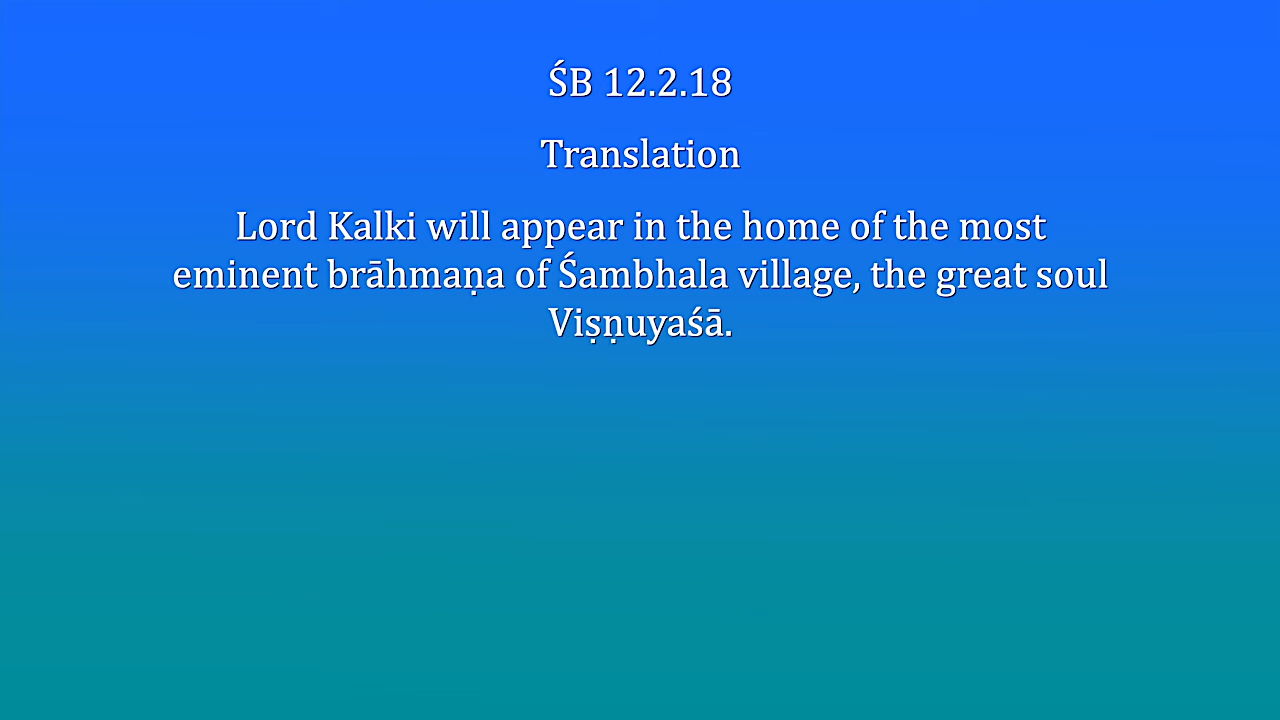 ŚB 12.2.18
Translation
Lord Kalki will appear in the home of the most
eminent brāhmaṇa of Śambhala village, the great soul
Viṣṇuyaśā.